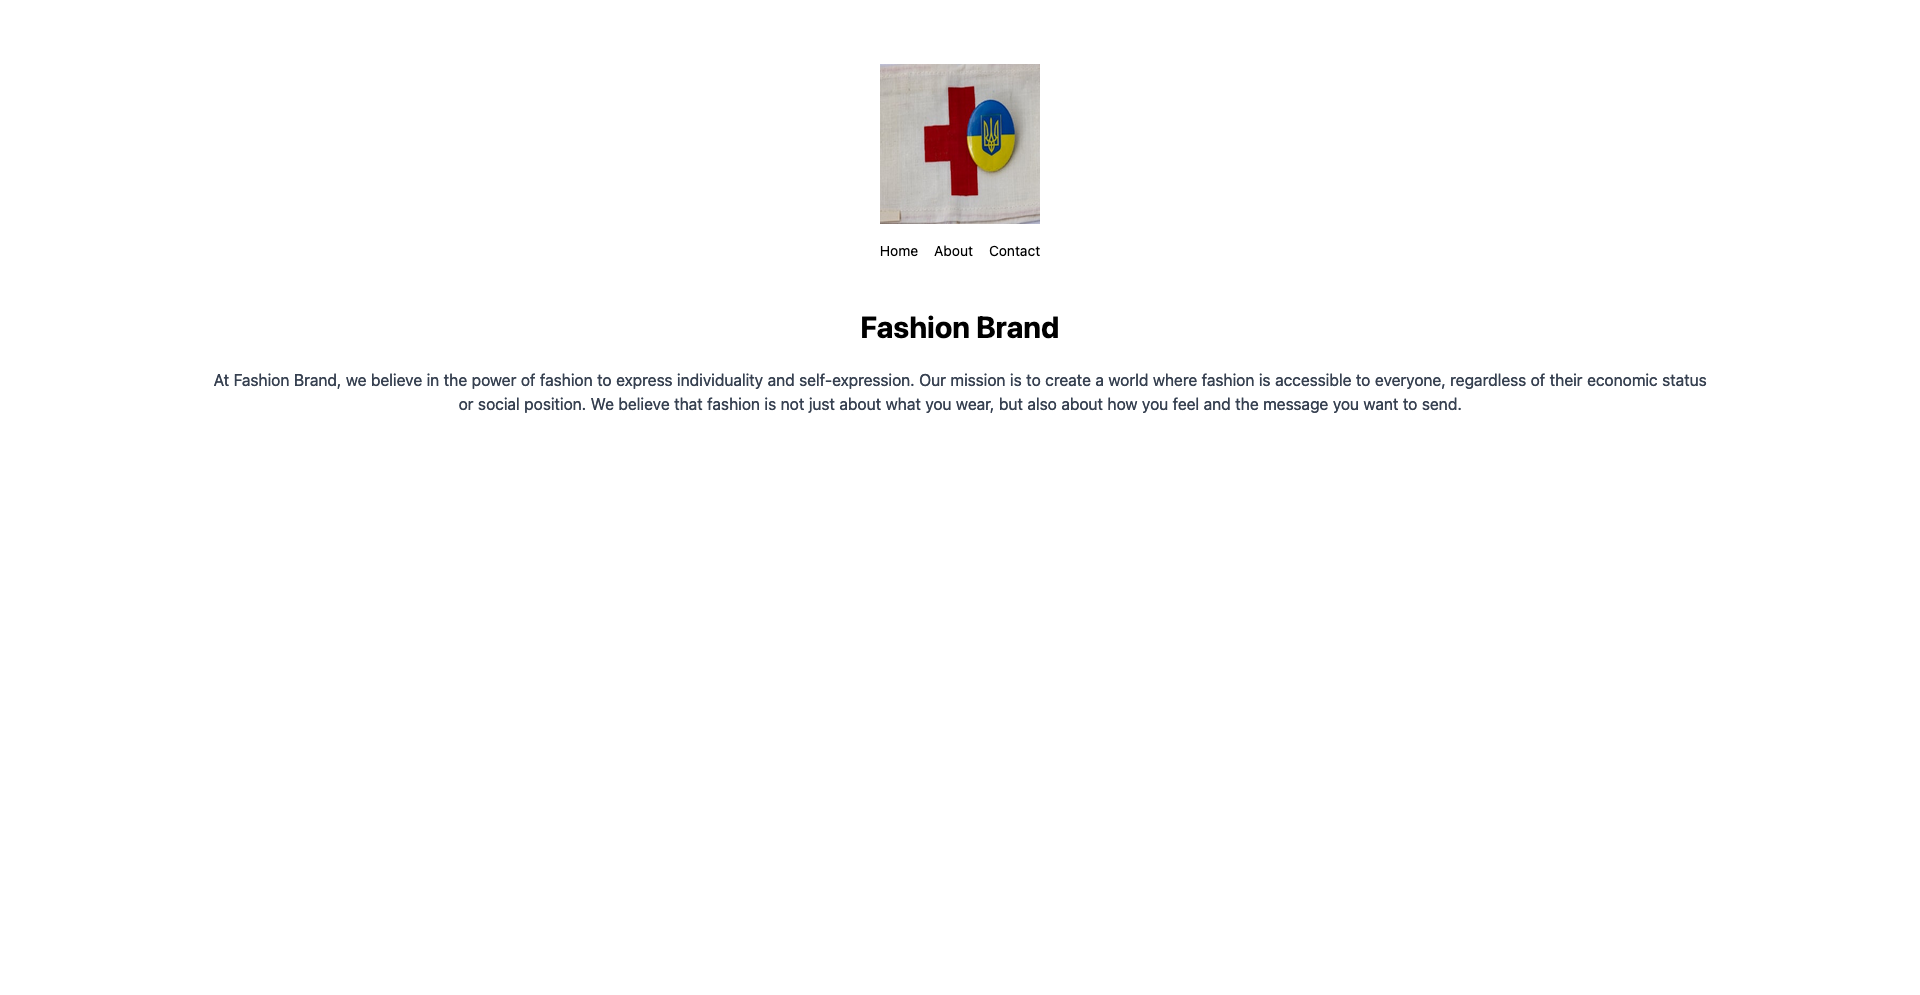 Home About Contact
Fashion Brand
At Fashion Brand, we believe in the power of fashion to express individuality and self-expression. Our mission is to create a world where fashion is accessible to everyone, regardless of their economic status
or social position. We believe that fashion is not just about what you wear, but also about how you feel and the message you want to send.